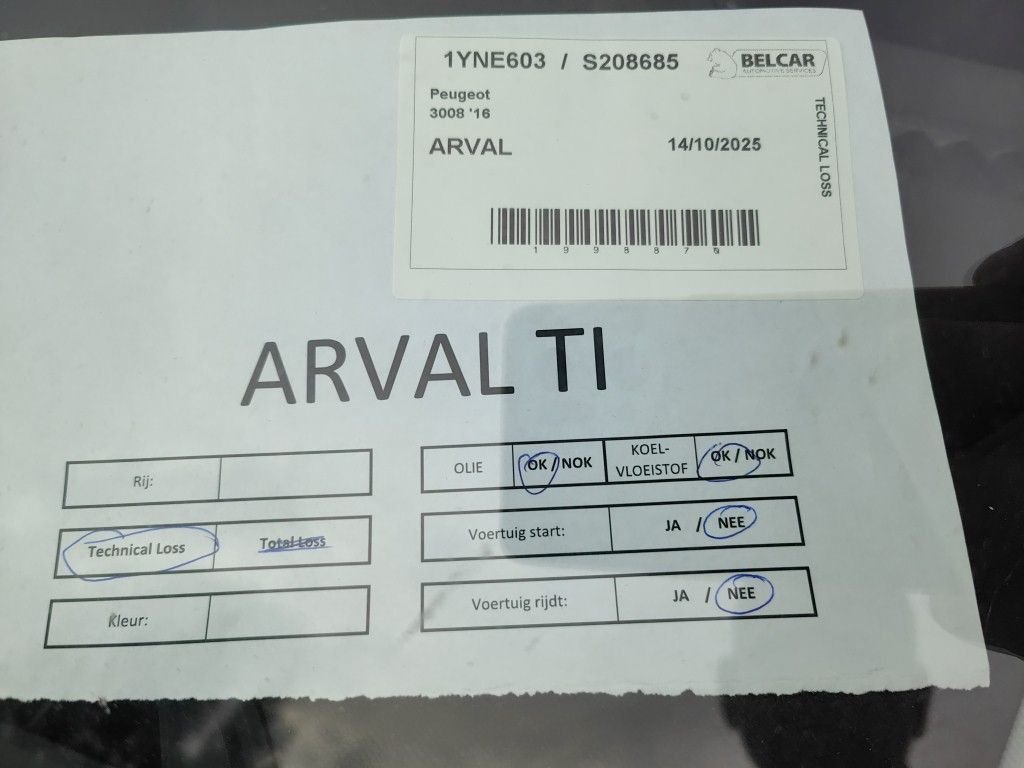 1YNE603 / S208685
BELCAR
AUTOMOTIVE SERVICES
Peugeot
3008 '16
ARVAL
14/10/2025
TECHNICAL LOSS
1998870
ARVAL TI
Rij:
Technical Loss
Total Loss
Kleur:
OLIE
OK / NOK
KOEL-
VLOEISTOF
OK / NOK
Voertuig start:
JA / NEE
Voertuig rijdt:
JA / NEE